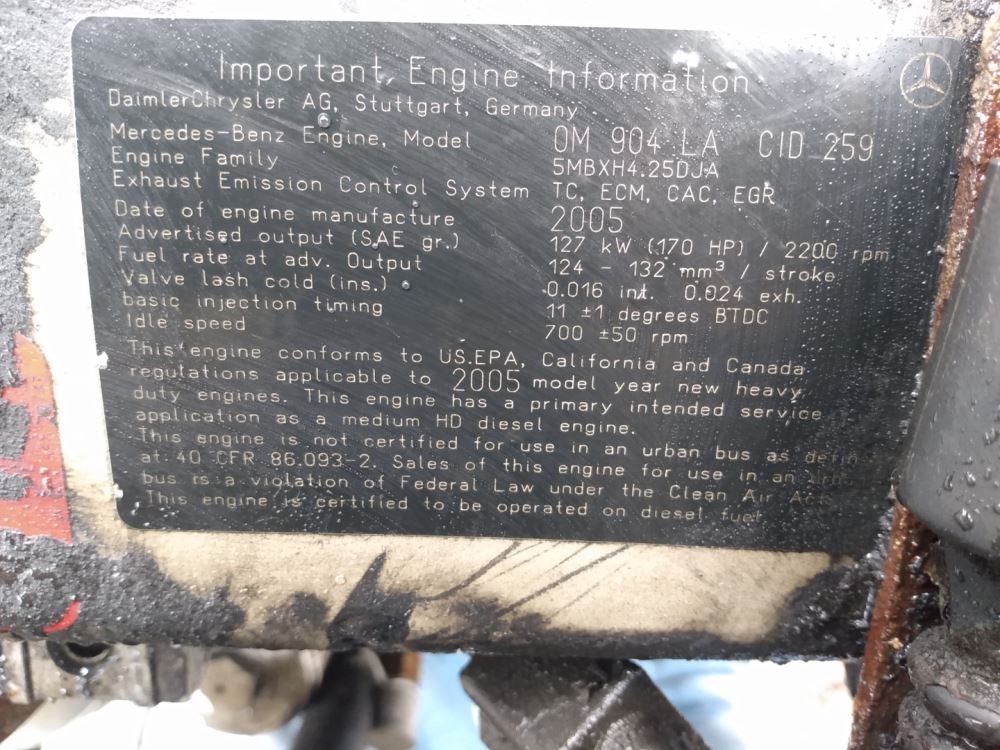 Important Engine Information
DaimlerChrysler AG, Stuttgart, Germany
Mercedes-Benz Engine, Model OM 904 LA CID 259
Engine Family 5MBXH4.25DJA
Exhaust Emission Control System TC, ECM, CAC, EGR
Date of engine manufacture 2005
Advertised output (SAE gr.) 127 kW (170 HP) / 2200 rpm
Fuel rate at adv. Output 124 - 132 mm³ / stroke
Valve lash cold (ins.) 0.016 int. 0.024 exh.
basic injection timing 11 ±1 degrees BTDC
Idle speed 700 ±50 rpm
This engine conforms to US.EPA, California and Canada
regulations applicable to 2005 model year new heavy
duty engines. This engine has a primary intended service
application as a medium HD diesel engine.
This engine is not certified for use in an urban bus as
at 40 CFR 86.093-2. Sales of this engine for use in an
bus is a violation of Federal Law under the Clean Air Act
This engine is certified to be operated on diesel fuel